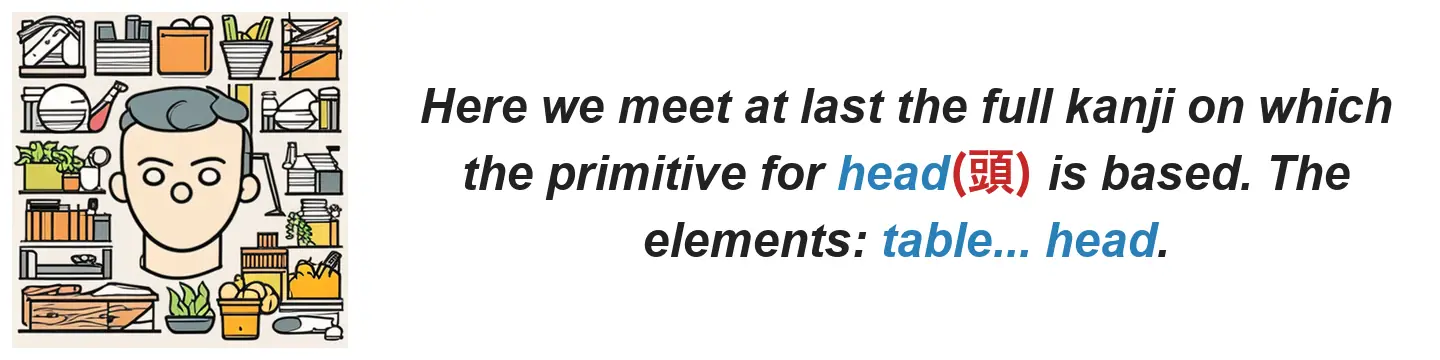 Here we meet at last the full kanji on which
the primitive for head(頭) is based. The
elements: table... head.